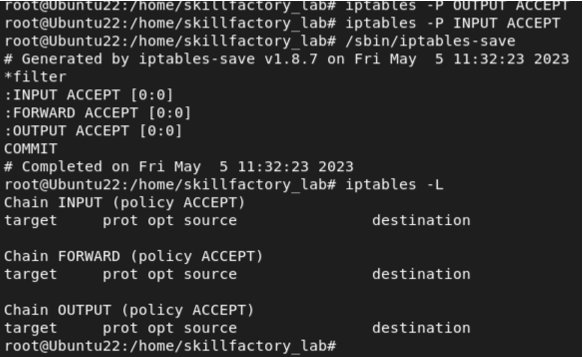 root@Ubuntu22:/home/skillfactory_lab# iptables -P OUTPUT ACCEPT
root@Ubuntu22:/home/skillfactory_lab# iptables -P INPUT ACCEPT
root@Ubuntu22:/home/skillfactory_lab# /sbin/iptables-save
# Generated by iptables-save v1.8.7 on Fri May  5 11:32:23 2023
*filter
:INPUT ACCEPT [0:0]
:FORWARD ACCEPT [0:0]
:OUTPUT ACCEPT [0:0]
COMMIT
# Completed on Fri May  5 11:32:23 2023
root@Ubuntu22:/home/skillfactory_lab# iptables -L
Chain INPUT (policy ACCEPT)
target     prot opt source               destination
Chain FORWARD (policy ACCEPT)
target     prot opt source               destination
Chain OUTPUT (policy ACCEPT)
target     prot opt source               destination
root@Ubuntu22:/home/skillfactory_lab#